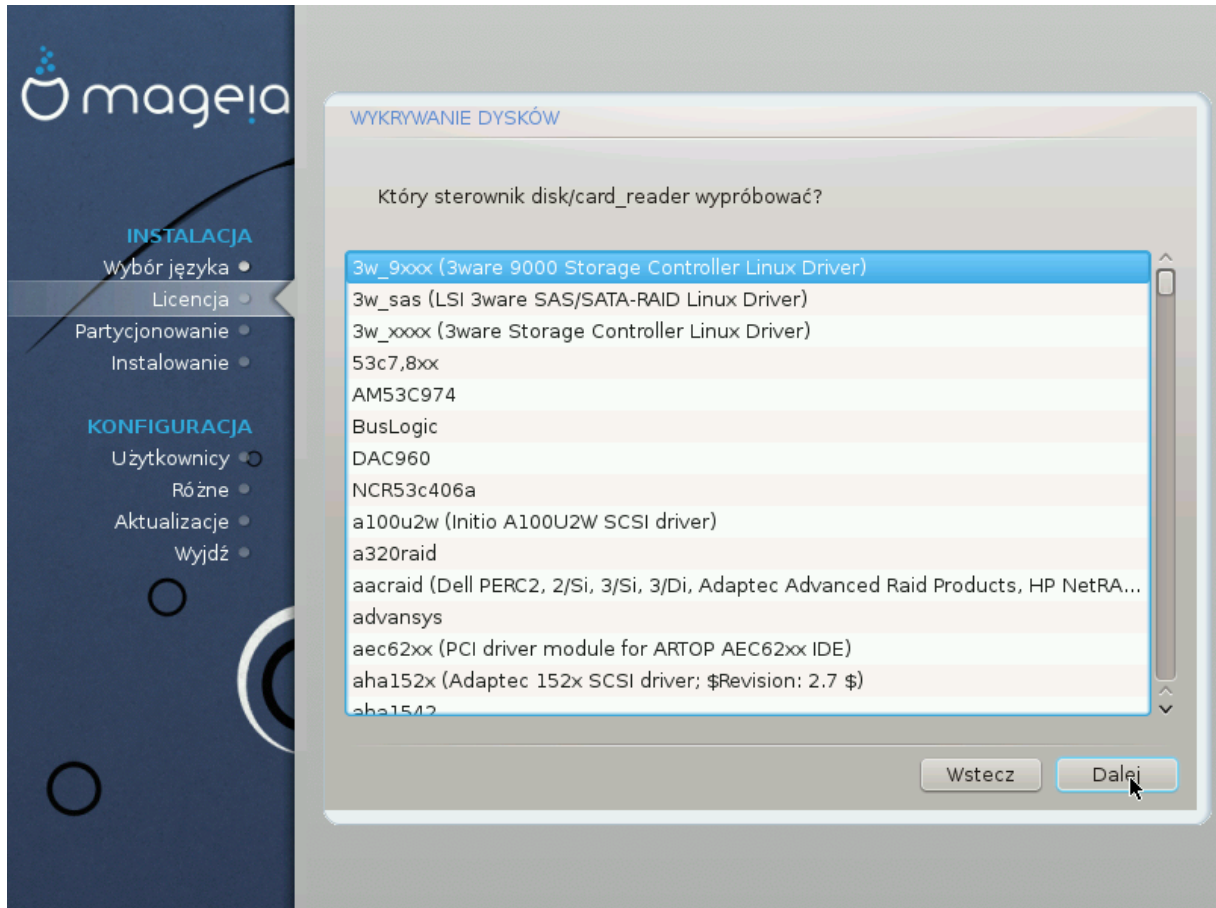 mageia
INSTALACJA
Wybór języka
Licencja
Partycjonowanie
Instalowanie
KONFIGURACJA
Użytkownicy
Różne
Aktualizacje
Wyjdź
WYKRYWANIE DYSKÓW
Który sterownik disk/card_reader wypróbować?
3w_9xxx (3ware 9000 Storage Controller Linux Driver)
3w_sas (LSI 3ware SAS/SATA-RAID Linux Driver)
3w_xxxx (3ware Storage Controller Linux Driver)
53c7,8xx
AM53C974
BusLogic
DAC960
NCR53c406a
a100u2w (Initio A100U2W SCSI driver)
a320raid
aacraid (Dell PERC2, 2/Si, 3/Si, 3/Di, Adaptec Advanced Raid Products, HP NetRA...
advansys
aec62xx (PCI driver module for ARTOP AEC62xx IDE)
aha152x (Adaptec 152x SCSI driver; $Revision: 2.7 $)
aha1542
Wstecz
Dalej